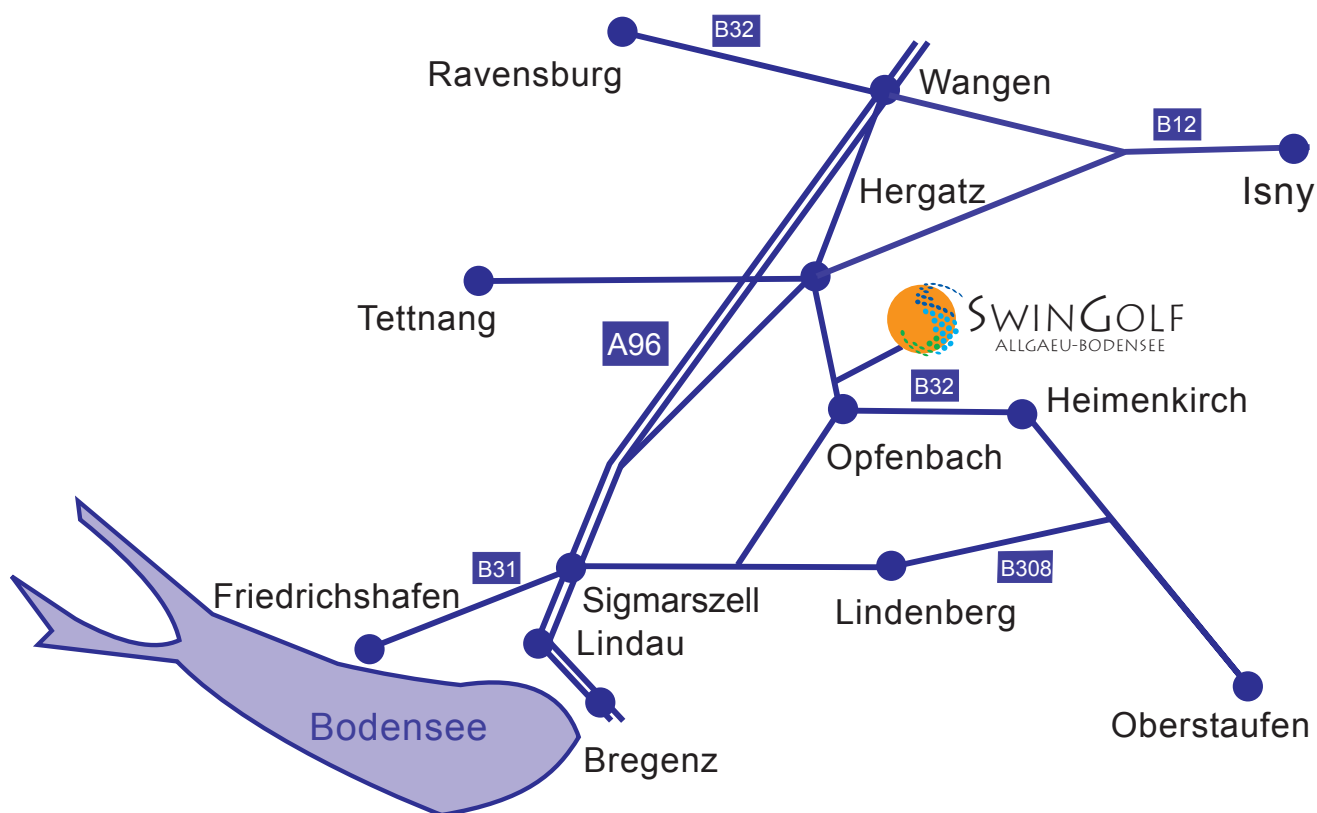 B32
Ravensburg
Wangen
B12
Hergatz
Isny
Tettnang
A96
SWINGOLF
ALLGAEU-BODENSEE
B32
Heimenkirch
Opfenbach
B31
B308
Friedrichshafen
Sigmarszell
Lindenberg
Lindau
Bodensee
Oberstaufen
Bregenz